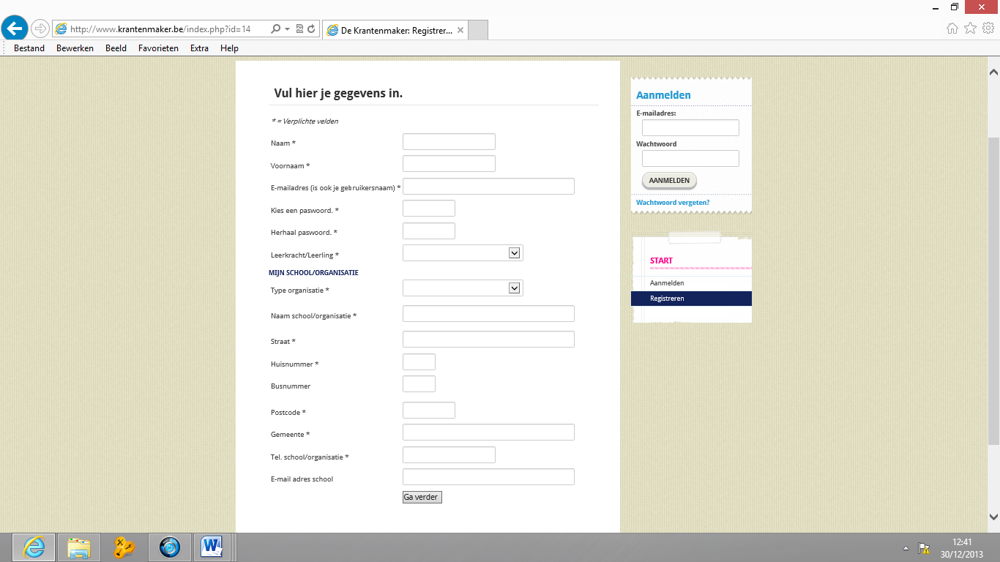 http://www.krantenmaker.be/index.php?id=14
De Krantenmaker: Registrer...
Bestand Bewerken Beeld Favorieten Extra Help
Vul hier je gegevens in.
* = Verplichte velden
Naam *
Voornaam *
E-mailadres (is ook je gebruikersnaam) *
Kies een paswoord. *
Herhaal paswoord. *
Leerkracht/Leerling *
MIJN SCHOOL/ORGANISATIE
Type organisatie *
Naam school/organisatie *
Straat *
Huisnummer *
Busnummer
Postcode *
Gemeente *
Tel. school/organisatie *
E-mail adres school
Ga verder
Aanmelden
E-mailadres:
Wachtwoord
AANMELDEN
Wachtwoord vergeten?
START
Aanmelden
Registreren
12:41
30/12/2013